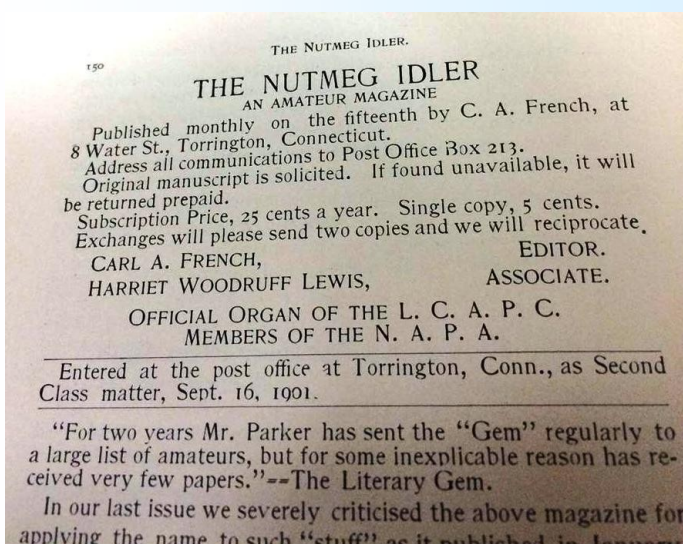 THE NUTMEG IDLER.
150
THE NUTMEG IDLER
AN AMATEUR MAGAZINE
Published monthly on the fifteenth by C. A. French, at
8 Water St., Torrington, Connecticut.
Address all communications to Post Office Box 213.
Original manuscript is solicited. If found unavailable, it will
be returned prepaid.
Subscription Price, 25 cents a year. Single copy, 5 cents.
Exchanges will please send two copies and we will reciprocate.
CARL A. FRENCH, EDITOR.
HARRIET WOODRUFF LEWIS, ASSOCIATE.
OFFICIAL ORGAN OF THE L. C. A. P. C.
MEMBERS OF THE N. A. P. A.
Entered at the post office at Torrington, Conn., as Second
Class matter, Sept. 16, 1901.
"For two years Mr. Parker has sent the "Gem" regularly to
a large list of amateurs, but for some inexplicable reason has re-
ceived very few papers."--The Literary Gem.
In our last issue we severely criticised the above magazine for
applying the name to such "stuff" as it published in January